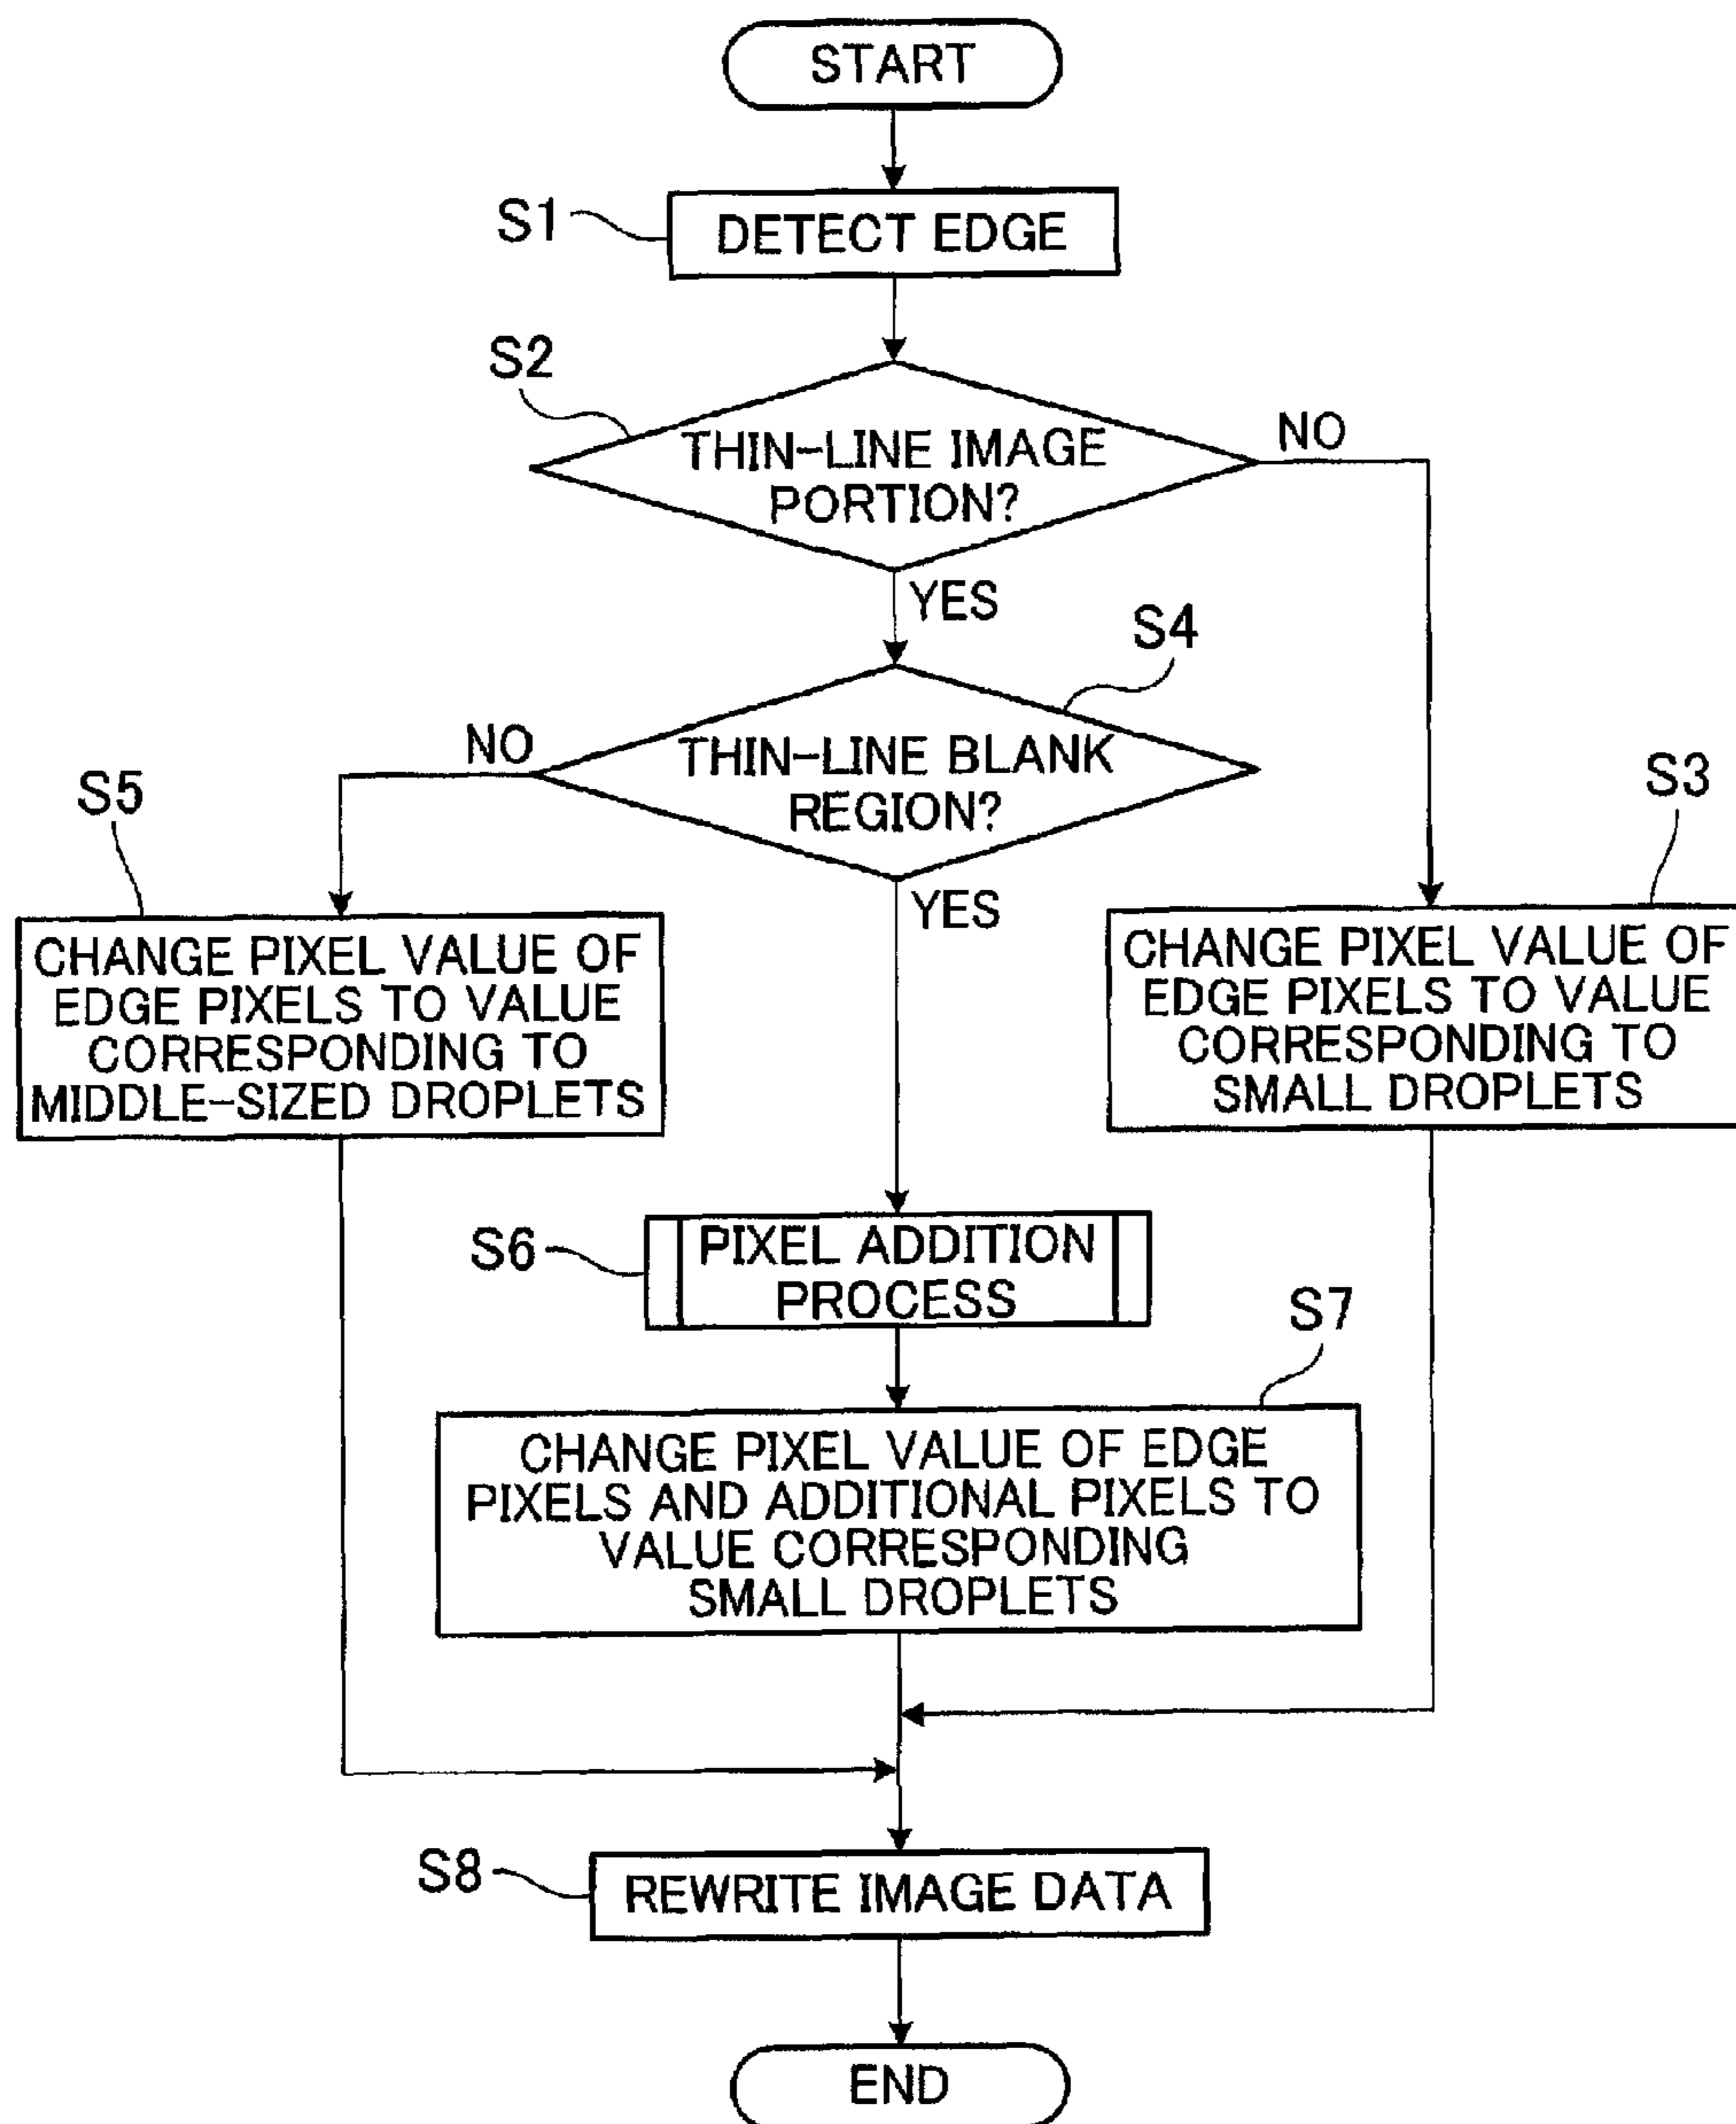 START
S1
DETECT EDGE
S2
THIN-LINE IMAGE
PORTION?
NO
YES
S4
THIN-LINE BLANK
REGION?
NO
YES
S5
CHANGE PIXEL VALUE OF
EDGE PIXELS TO VALUE
CORRESPONDING TO
MIDDLE-SIZED DROPLETS
S3
CHANGE PIXEL VALUE OF
EDGE PIXELS TO VALUE
CORRESPONDING TO
SMALL DROPLETS
S6
PIXEL ADDITION
PROCESS
S7
CHANGE PIXEL VALUE OF EDGE
PIXELS AND ADDITIONAL PIXELS TO
VALUE CORRESPONDING
SMALL DROPLETS
S8
REWRITE IMAGE DATA
END